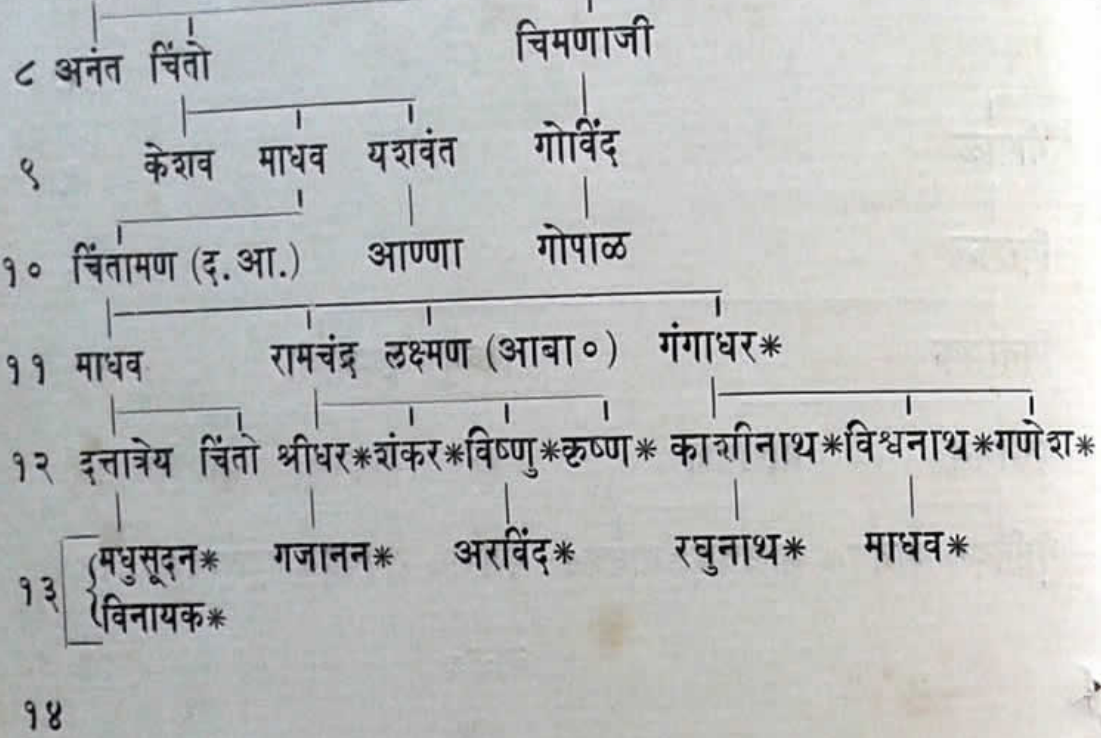 ८ अनंत चिंतो चिमणाजी
९ केशव माधव यशवंत गोविंद
१० चिंतामण (द.आ.) आण्णा गोपाळ
११ माधव रामचंद्र लक्ष्मण (आबा०) गंगाधर*
१२ दत्तात्रेय चिंतो श्रीधर*शंकर*विष्णु*कृष्ण* काशीनाथ*विश्वनाथ*गणेश*
१३ मधुसूदन* गजानन* अरविंद* रघुनाथ* माधव*
विनायक*
१४